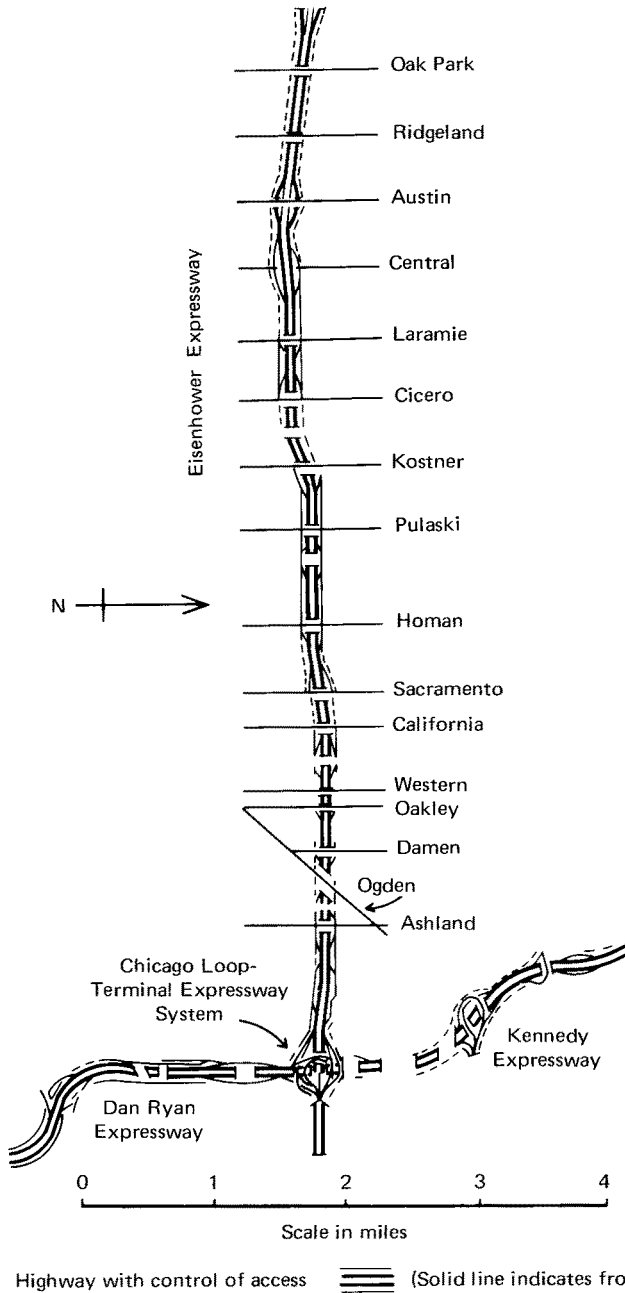 Oak Park
Ridgeland
Austin
Central
Eisenhower Expressway
Laramie
Cicero
Kostner
Pulaski
N
Homan
Sacramento
California
Western
Oakley
Damen
Ogden
Ashland
Chicago Loop-
Terminal Expressway
System
Kennedy
Expressway
Dan Ryan
Expressway
0 1 2 3 4
Scale in miles
Highway with control of access (Solid line indicates fro